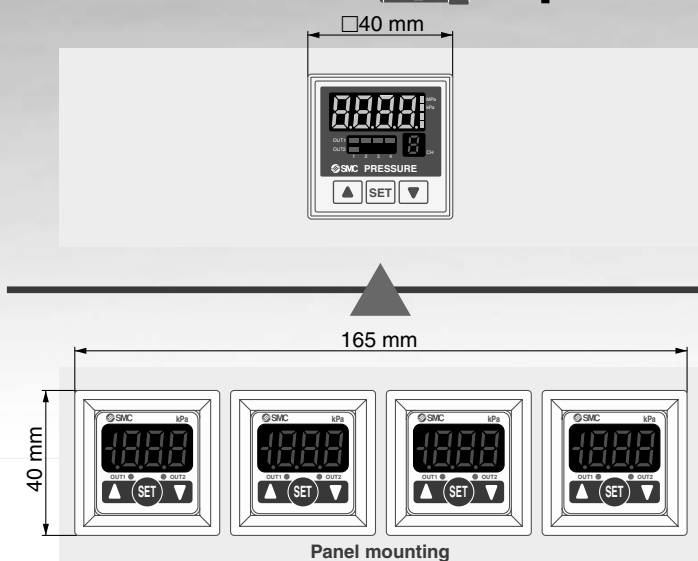 □40 mm
8.8.8.8.
MPa
kPa
OUT1
OUT2
1 2 3 4
8
CH
SMC PRESSURE
SET
165 mm
40 mm
SMC kPa SMC kPa SMC kPa SMC kPa
-1.8.8.8 -1.8.8.8 -1.8.8.8 -1.8.8.8
OUT1 OUT2 OUT1 OUT2 OUT1 OUT2 OUT1 OUT2
SET SET SET SET
Panel mounting